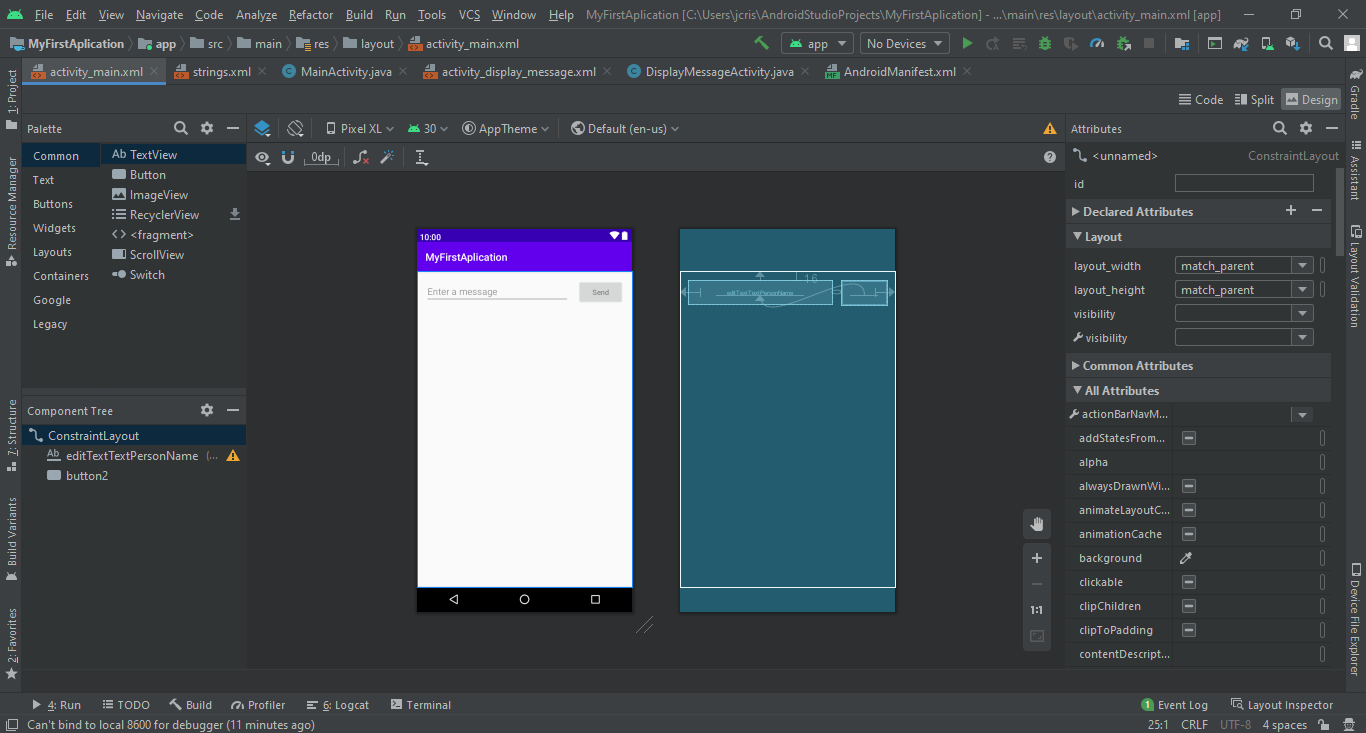 File Edit View Navigate Code Analyze Refactor Build Run Tools VCS Window Help MyFirstAplication [C:\Users\jcris\AndroidStudioProjects\MyFirstAplication] - ...\main\res\layout\activity_main.xml [app]
MyFirstAplication app src main res layout activity_main.xml app No Devices
activity_main.xml strings.xml MainActivity.java activity_display_message.xml DisplayMessageActivity.java AndroidManifest.xml
Code Split Design
1: Project
Resource Manager
7: Structure
Build Variants
2: Favorites
Palette
Common
Text
Buttons
Widgets
Layouts
Containers
Google
Legacy
Ab TextView
Button
ImageView
RecyclerView
<fragment>
ScrollView
Switch
Component Tree
ConstraintLayout
Ab editTextTextPersonName (...
button2
Pixel XL 30 AppTheme Default (en-us)
0dp
10:00
MyFirstAplication
Enter a message Send
16
editTextTextPersonName
1:1
Attributes
<unnamed> ConstraintLayout
id
Declared Attributes
Layout
layout_width match_parent
layout_height match_parent
visibility
visibility
Common Attributes
All Attributes
actionBarNavM...
addStatesFrom...
alpha
alwaysDrawnWi...
animateLayoutC...
animationCache
background
clickable
clipChildren
clipToPadding
contentDescript...
Gradle
Assistant
Layout Validation
Device File Explorer
4: Run TODO Build Profiler 6: Logcat Terminal 1 Event Log Layout Inspector
Can't bind to local 8600 for debugger (11 minutes ago) 25:1 CRLF UTF-8 4 spaces